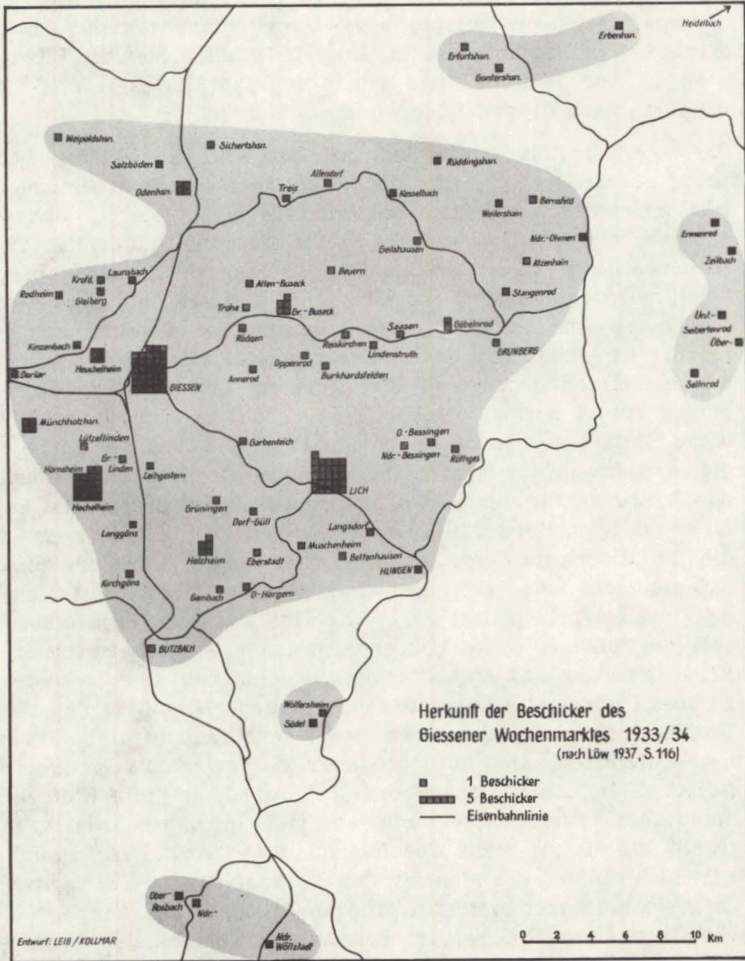 Heidelbach
Erbenhsn.
Erfurtshsn.
Gontershsn.
Weipoldshsn.
Sichertshsn.
Salzböden
Rüddingshsn.
Odenhsn.
Allendorf
Treis
Kesselbach
Weitershain
Bernsfeld
Ermenrod
Ndr.-Ohmen
Geilshausen
Zeilbach
Atzenhain
Beuern
Launsbach
Krofd.
Alten-Buseck
Gleiberg
Rodheim
Stangenrod
Trohe
Gr.-Buseck
Unt.-
Seibertenrod
Ober-
Göbelnrod
Saasen
Rödgen
Reiskirchen
Lindenstruth
GRÜNBERG
Kinzenbach
Heuchelheim
Oppenrod
Burkhardsfelden
Annerod
Dorlar
GIESSEN
Sellnrod
Münchholzhsn.
Lützellinden
Garbenteich
O.-Bessingen
Ndr.-Bessingen
Röthges
Gr.-
Linden
Leihgestern
Hörnsheim
Hochelheim
LICH
Grüningen
Dorf-Güll
Langsdorf
Langgöns
Muschenheim
Holzheim
Eberstadt
Bettenhausen
HUNGEN
Kirchgöns
Gambach
O-Hörgern
BUTZBACH
Wölfersheim
Södel
Herkunft der Beschicker des
Giessener Wochenmarktes 1933/34
(nach Löw 1937, S.116)
1 Beschicker
5 Beschicker
Eisenbahnlinie
Ober-
Rosbach
Ndr.-
Ndr.
Wöllstadt
Entwurf: LEIB / KOLLMAR
0 2 4 6 8 10 Km